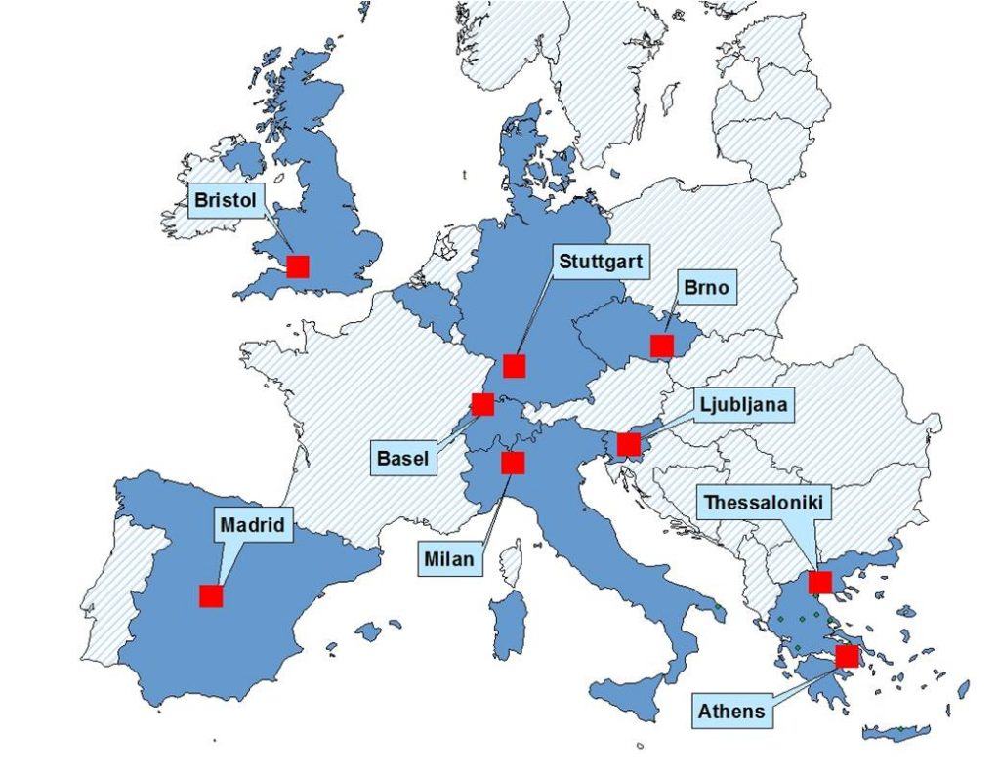 Bristol
t
Stuttgart
Brno
Ljubljana
Basel
Thessaloniki
Madrid
Milan
Athens